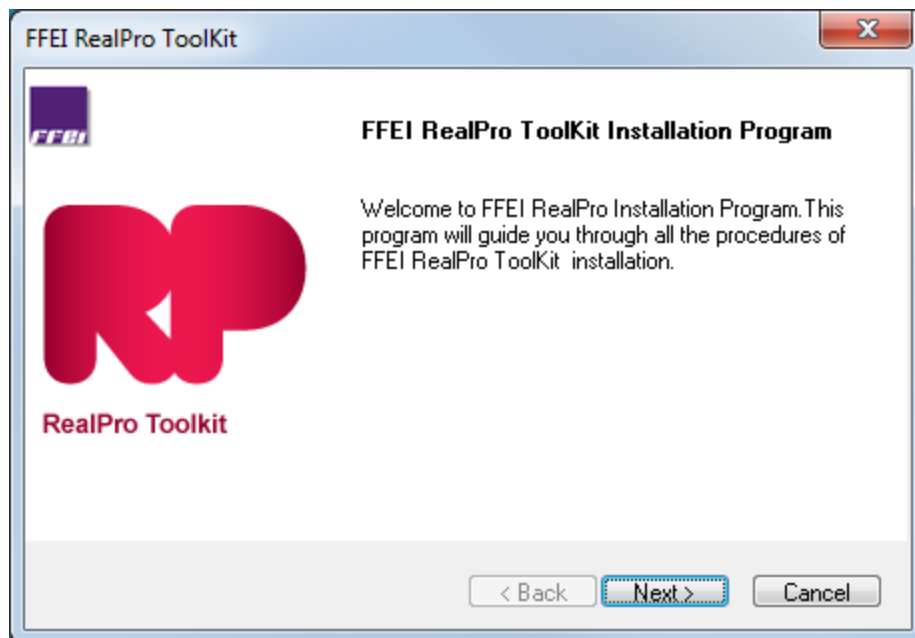 FFEI RealPro ToolKit
X
FFEI
FFEI RealPro ToolKit Installation Program
Welcome to FFEI RealPro Installation Program.This
program will guide you through all the procedures of
FFEI RealPro ToolKit  installation.
RP
RealPro Toolkit
< Back
Next >
Cancel